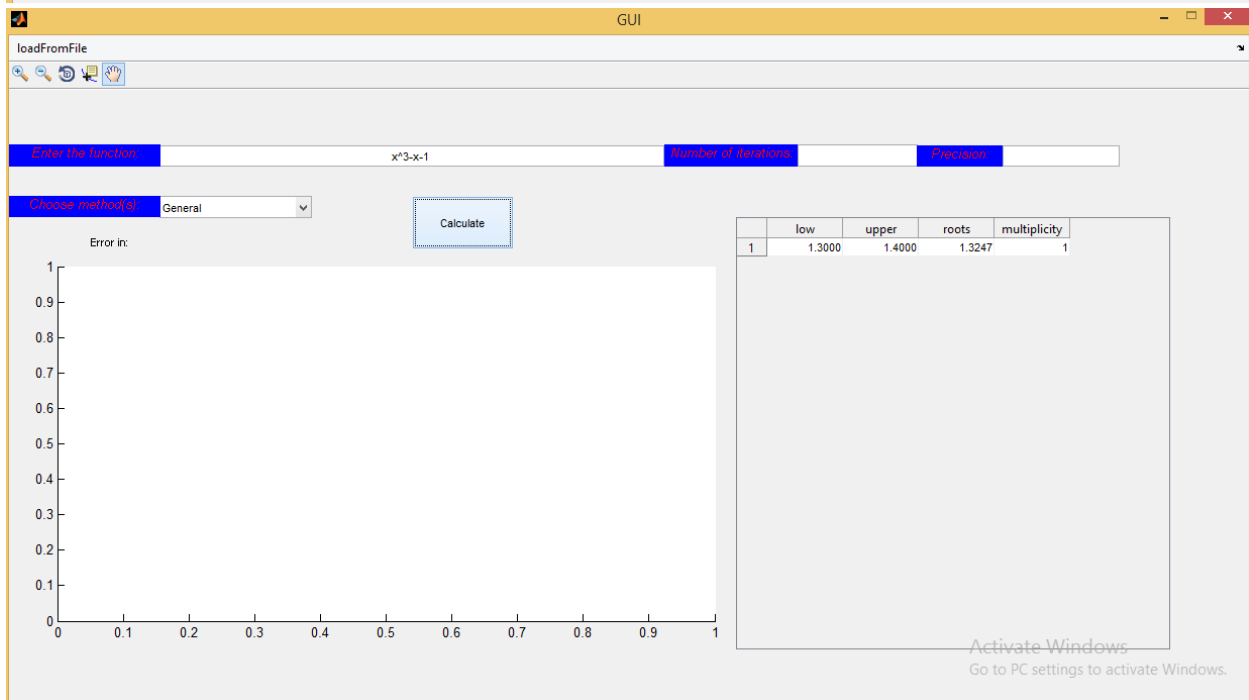 GUI
loadFromFile
Enter the function: x^3-x-1 Number of iterations: Precision:
Choose method(s): General Calculate
Error in:
low upper roots multiplicity
1 1.3000 1.4000 1.3247 1
1
0.9
0.8
0.7
0.6
0.5
0.4
0.3
0.2
0.1
0
0 0.1 0.2 0.3 0.4 0.5 0.6 0.7 0.8 0.9 1
Activate Windows
Go to PC settings to activate Windows.